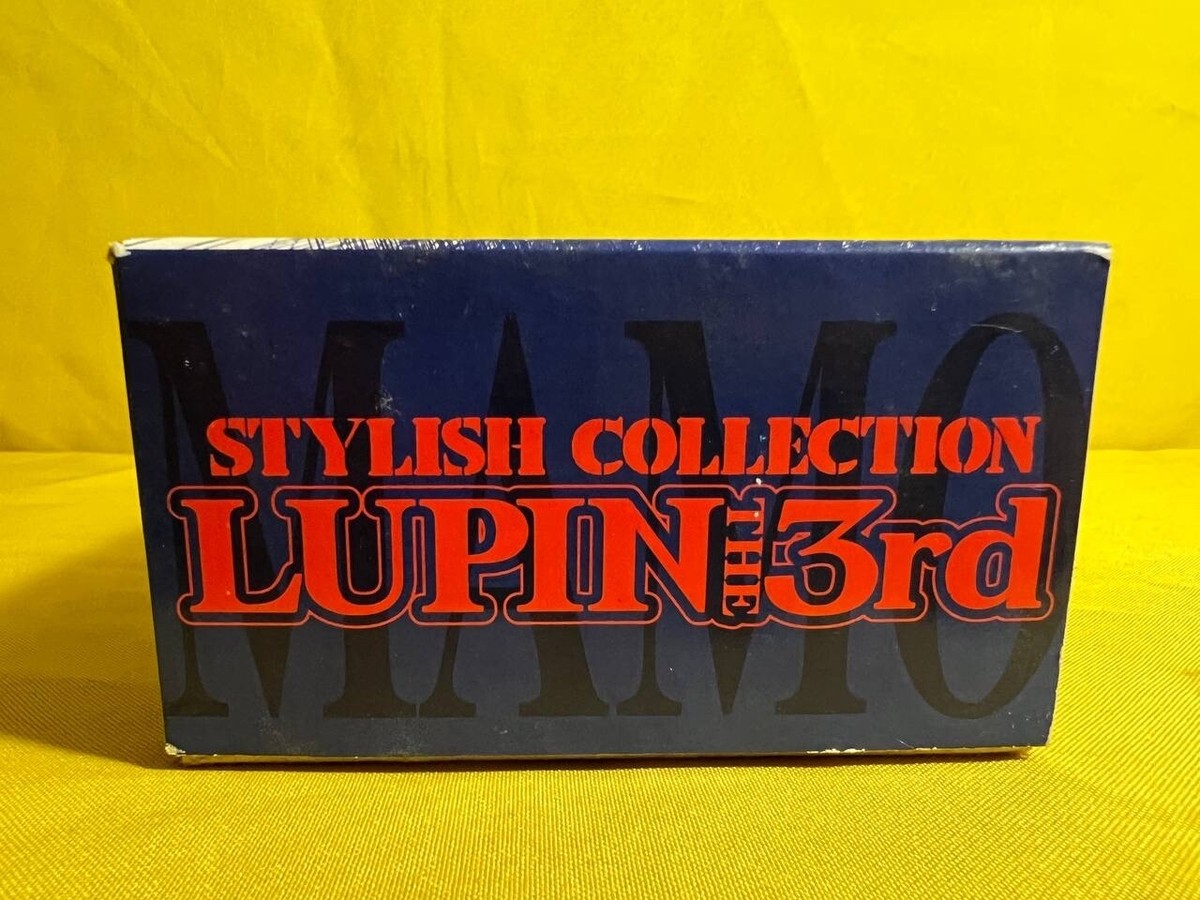 MAMO
STYLISH COLLECTION
LUPIN THE 3rd